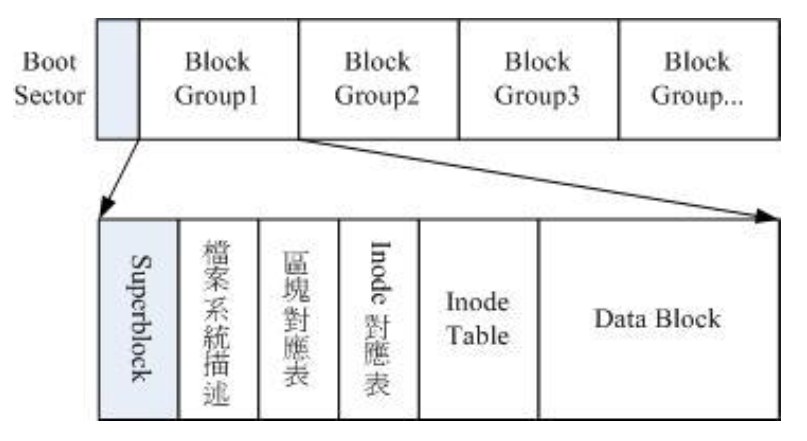 Boot
Sector
Block
Group1
Block
Group2
Block
Group3
Block
Group...
Superblock
檔案系統描述
區塊對應表
Inode 對應表
Inode
Table
Data Block